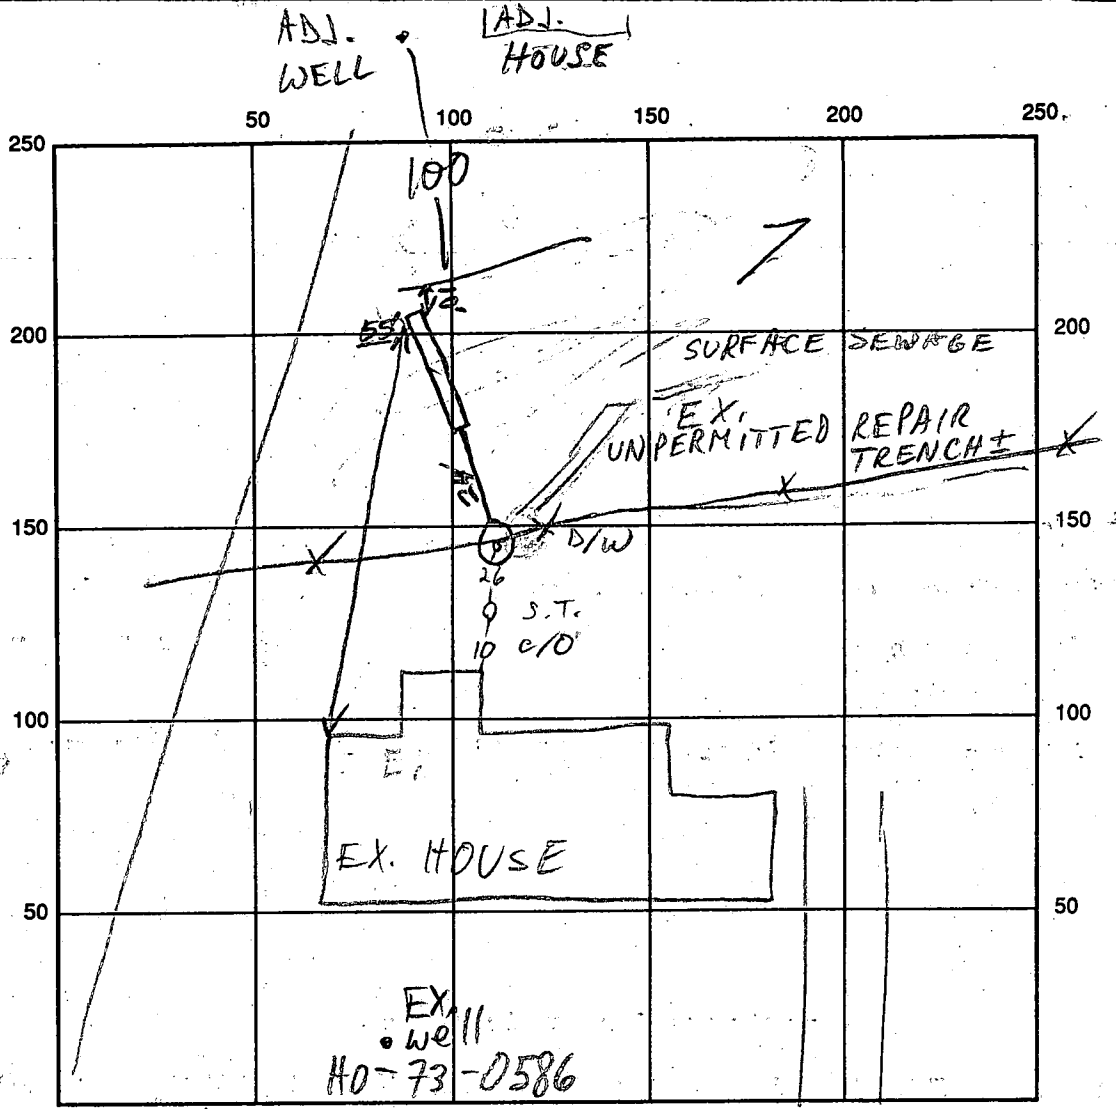 ADJ.
WELL
ADJ.
HOUSE
50 100 150 200 250
250
100
10
200 200
55
SURFACE SEWAGE
EX.
UNPERMITTED REPAIR
TRENCH ±
150 150
D/W
26
S.T.
10 C/O
100 100
E.
EX. HOUSE
50 50
EX.
well
HO-73-0586